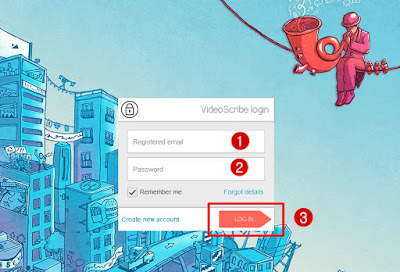 VideoScribe login
Registered email 1
Password 2
Remember me Forgot details
Create new account LOG IN 3